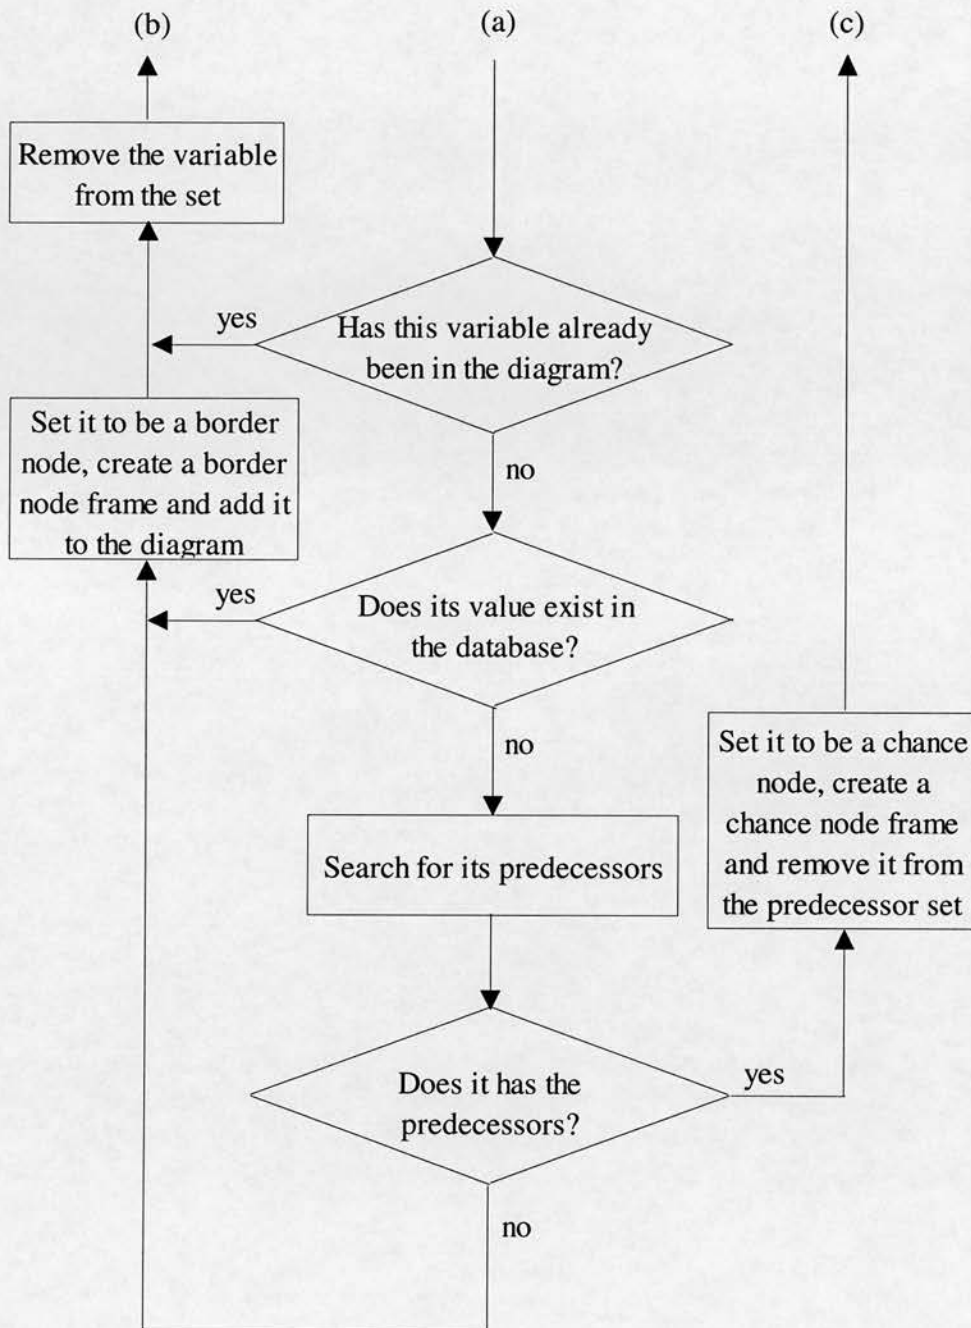 (b)
(a)
(c)
Remove the variable
from the set
yes
Has this variable already
been in the diagram?
Set it to be a border
node, create a border
node frame and add it
to the diagram
no
yes
Does its value exist in
the database?
no
Set it to be a chance
node, create a
chance node frame
and remove it from
the predecessor set
Search for its predecessors
Does it has the
predecessors?
yes
no